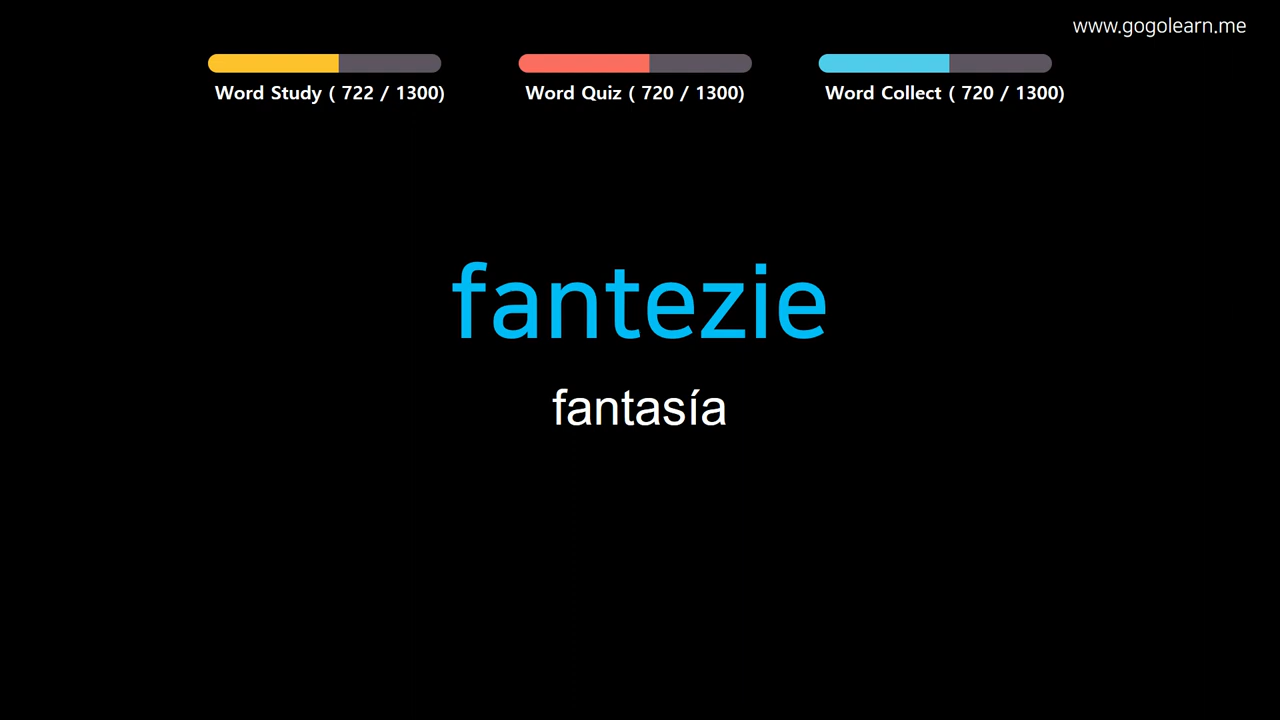 www.gogolearn.me
Word Study ( 722 / 1300)
Word Quiz ( 720 / 1300)
Word Collect ( 720 / 1300)
fantezie
fantasía